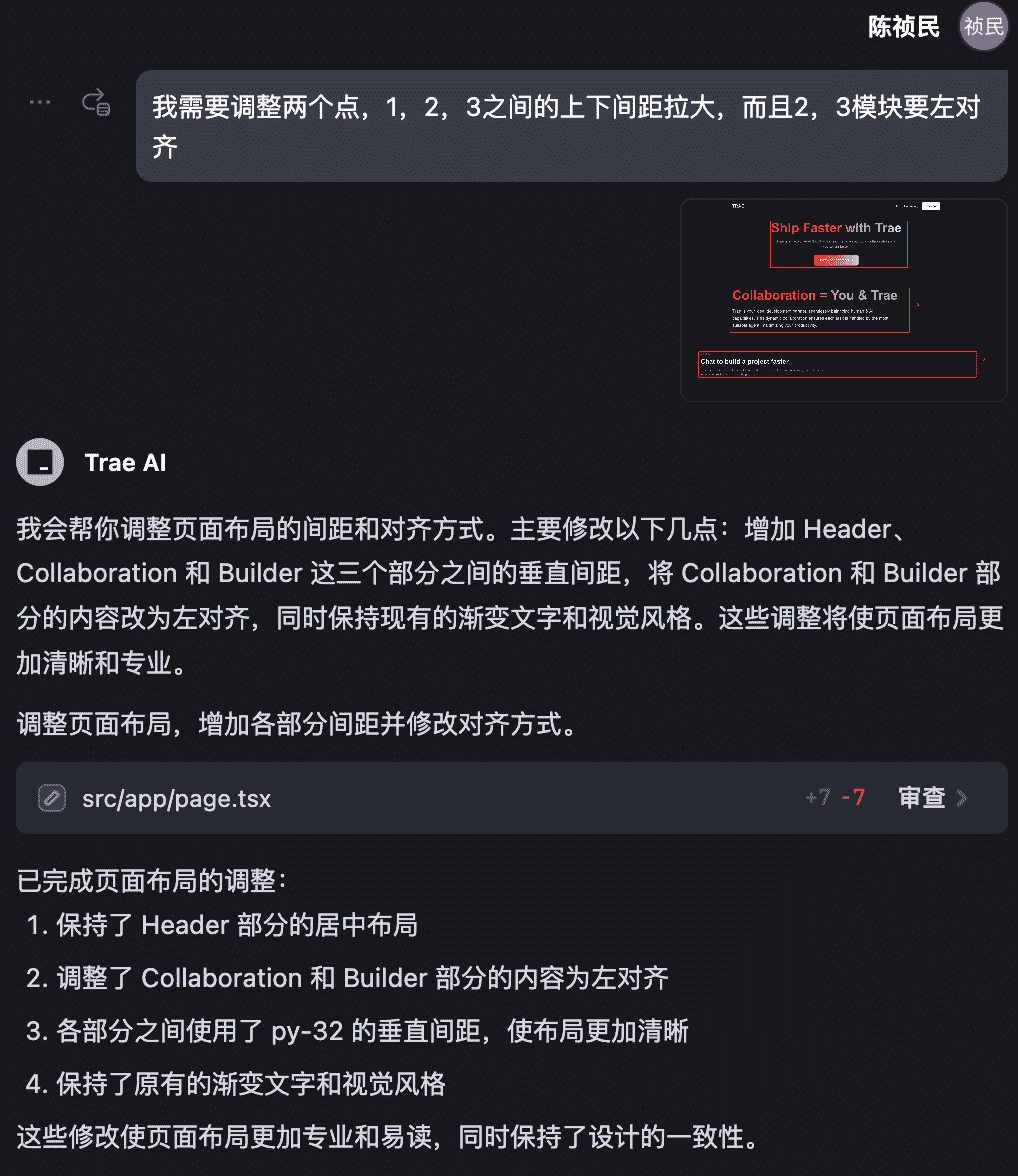 陈祯民
祯民
我需要调整两个点，1，2，3之间的上下间距拉大，而且2，3模块要左对
齐
TRAE
Ship Faster with Trae
Collaboration = You & Trae
Chat to build a project faster
Trae AI
我会帮你调整页面布局的间距和对齐方式。主要修改以下几点：增加 Header、
Collaboration 和 Builder 这三个部分之间的垂直间距，将 Collaboration 和 Builder 部
分的内容改为左对齐，同时保持现有的渐变文字和视觉风格。这些调整将使页面布局更
加清晰和专业。
调整页面布局，增加各部分间距并修改对齐方式。
src/app/page.tsx
+7 -7 审查
已完成页面布局的调整：
1. 保持了 Header 部分的居中布局
2. 调整了 Collaboration 和 Builder 部分的内容为左对齐
3. 各部分之间使用了 py-32 的垂直间距，使布局更加清晰
4. 保持了原有的渐变文字和视觉风格
这些修改使页面布局更加专业和易读，同时保持了设计的一致性。